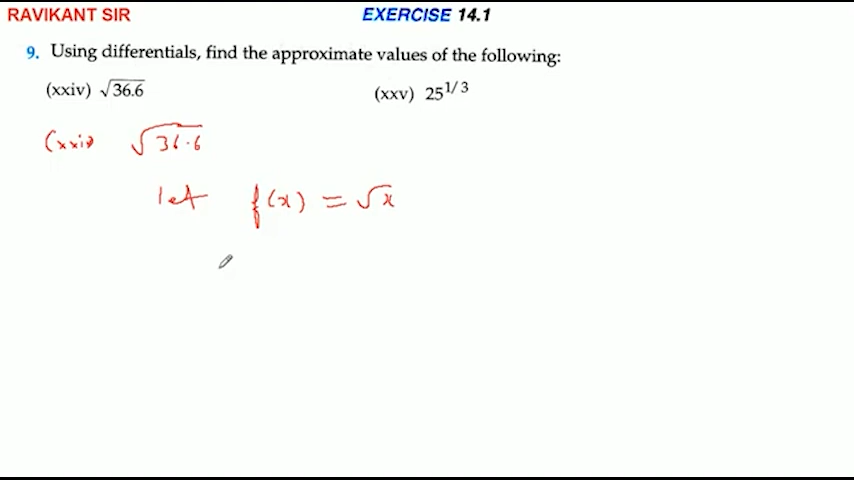 RAVIKANT SIR EXERCISE 14.1
9. Using differentials, find the approximate values of the following:
(xxiv) √36.6 (xxv) 25^1/3
(xxiv) √36.6
let f(x) = √x